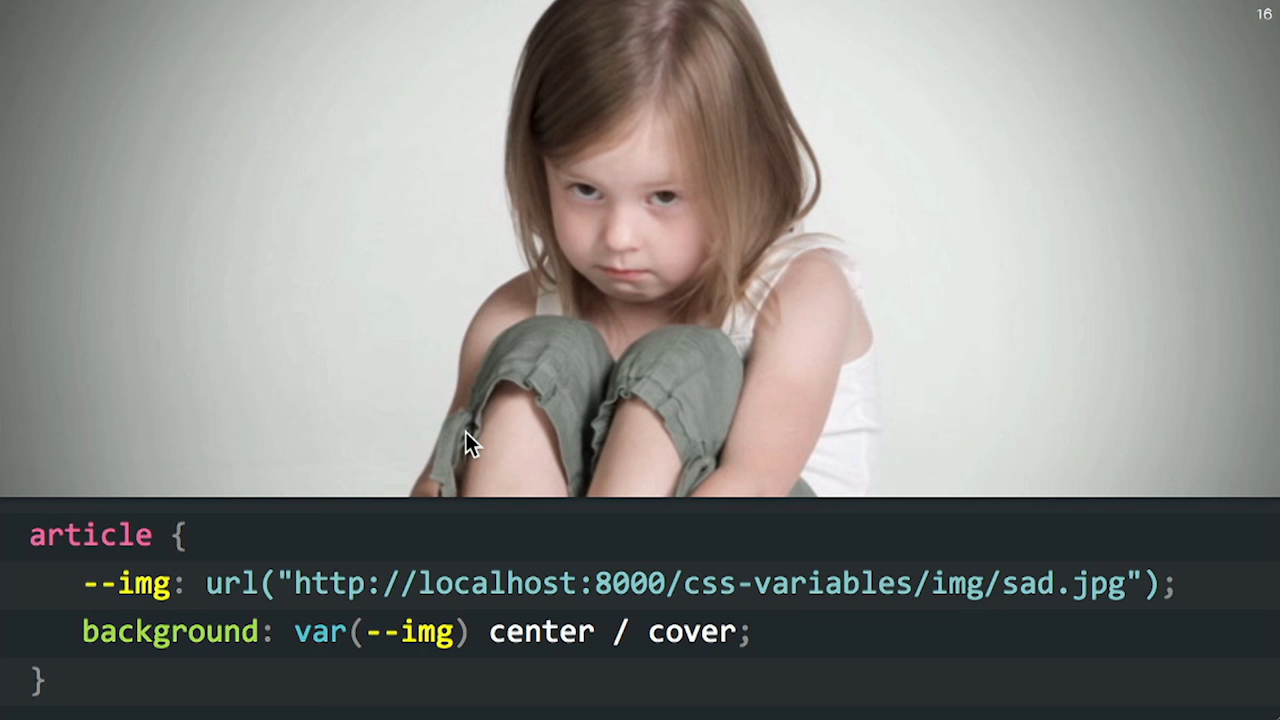 16
article {
--img: url("http://localhost:8000/css-variables/img/sad.jpg");
background: var(--img) center / cover;
}